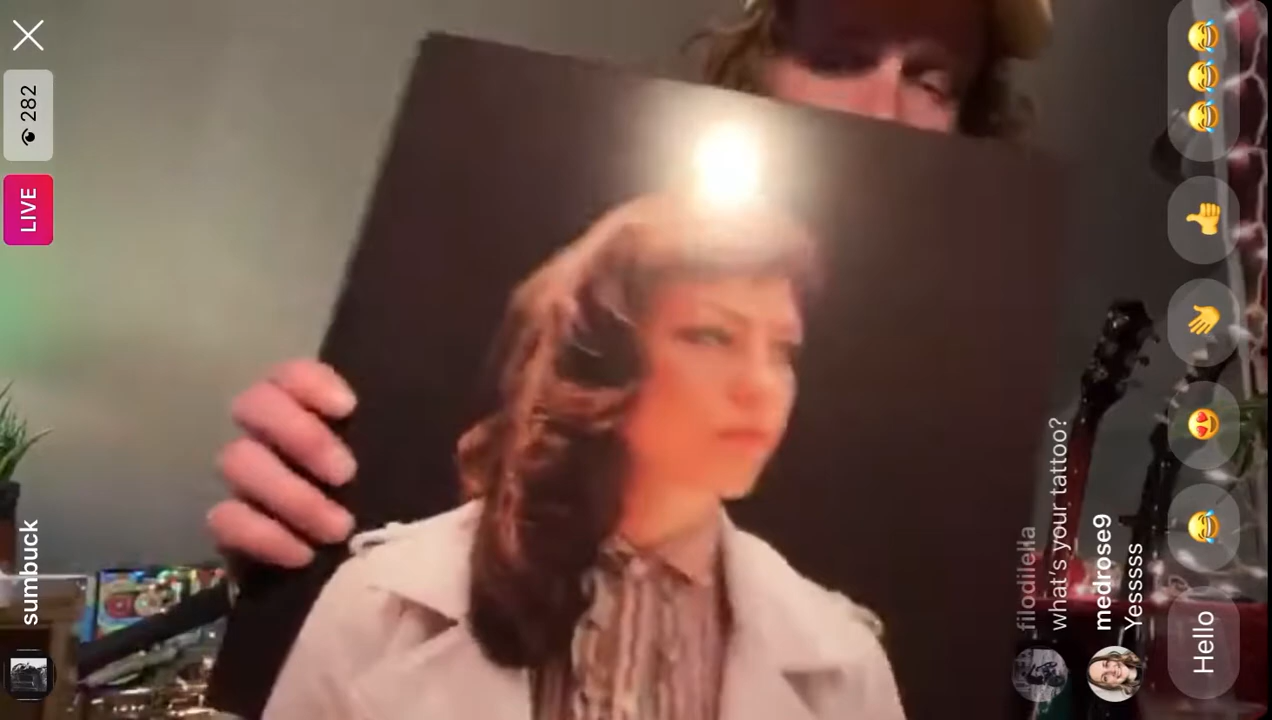 282
LIVE
sumbuck
filodilella
what's your tattoo?
medrose9
Yesssss
Hello